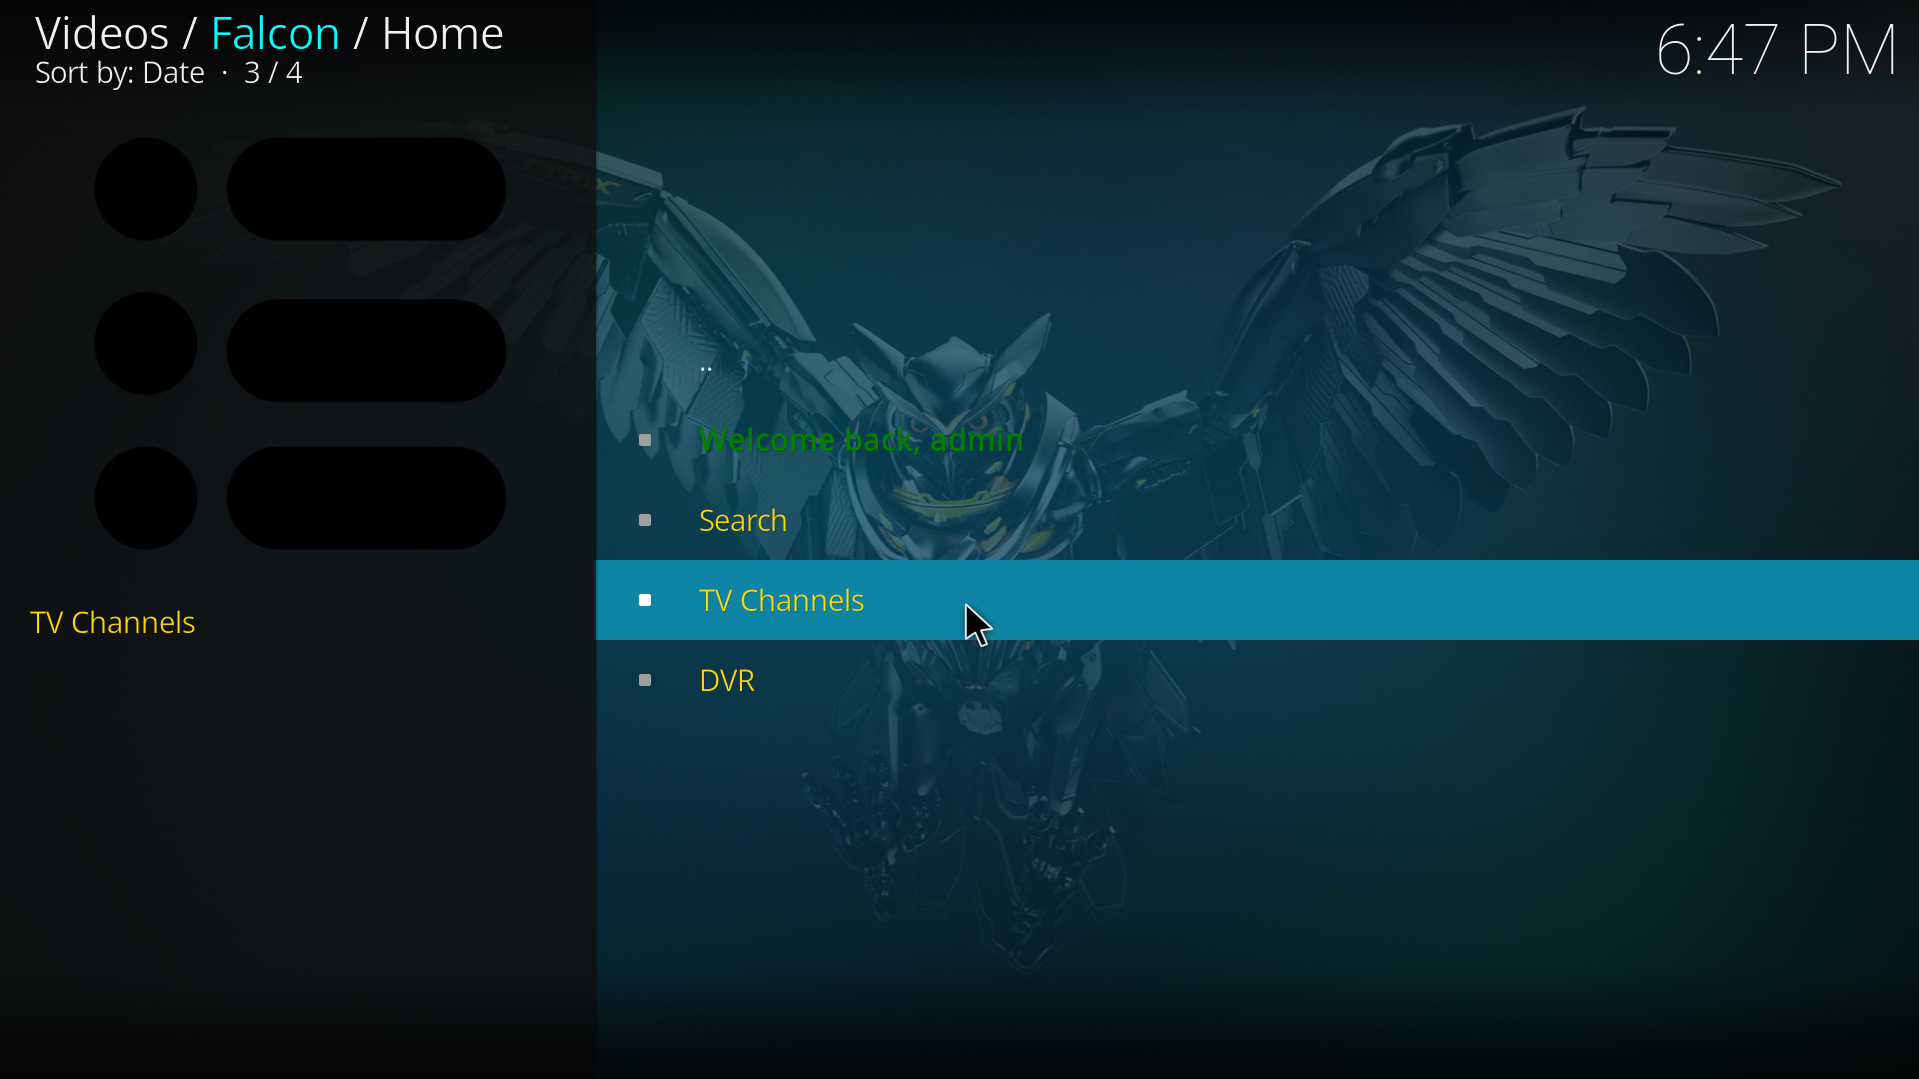 Videos / Falcon / Home
Sort by: Date · 3 / 4
6:47 PM
..
Welcome back, admin
Search
TV Channels
DVR
TV Channels